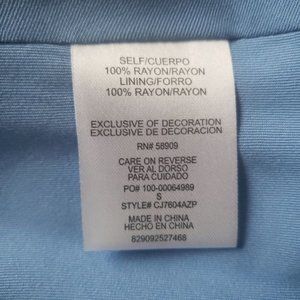 SELF/CUERPO
100% RAYON/RAYON
LINING/FORRO
100% RAYON/RAYON
EXCLUSIVE OF DECORATION
EXCLUSIVE DE DECORACION
RN# 58909
CARE ON REVERSE
VER AL DORSO
PARA CUIDADO
PO# 100-00064989
S
STYLE# CJ7604AZP
MADE IN CHINA
HECHO EN CHINA
829092527468